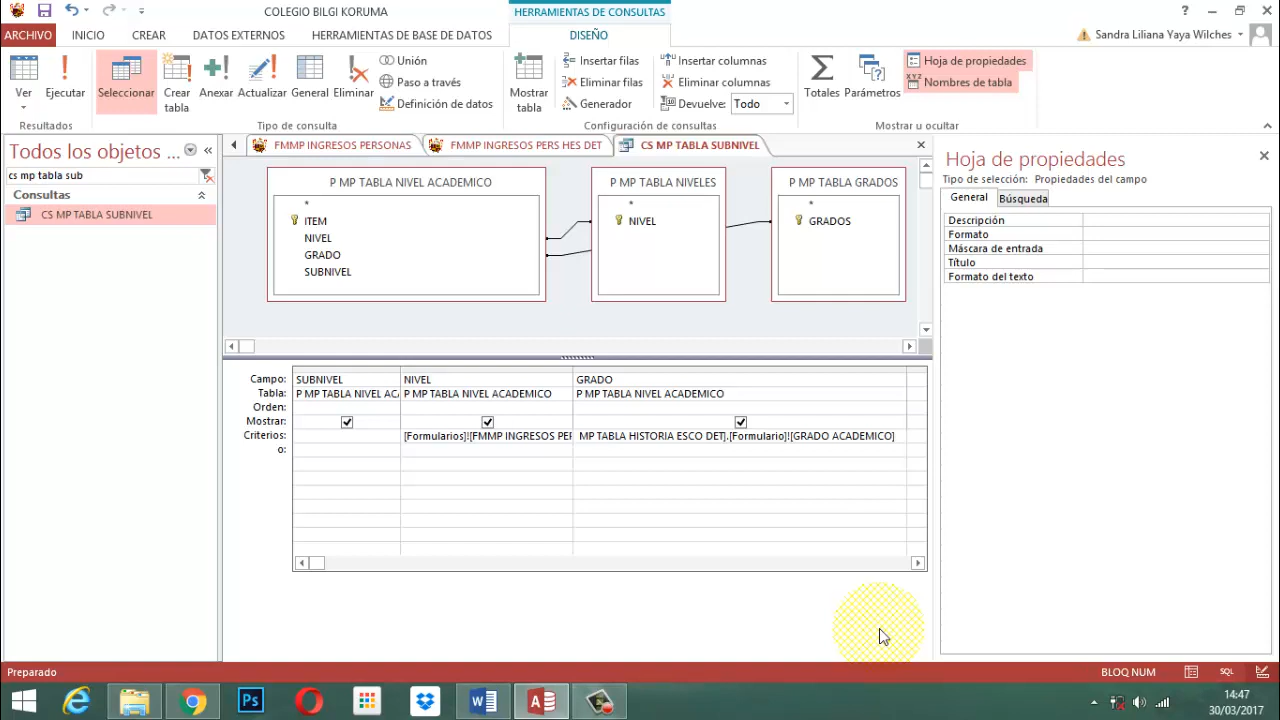 COLEGIO BILGI KORUMA
HERRAMIENTAS DE CONSULTAS
?
ARCHIVO INICIO CREAR DATOS EXTERNOS HERRAMIENTAS DE BASE DE DATOS DISEÑO Sandra Liliana Yaya Wilches
Ver
Ejecutar
Resultados
Seleccionar
Crear
tabla
Anexar
Actualizar
General
Eliminar
Unión
Paso a través
Definición de datos
Tipo de consulta
Mostrar
tabla
Insertar filas
Eliminar filas
Generador
Insertar columnas
Eliminar columnas
Devuelve: Todo
Configuración de consultas
Totales
Parámetros
Hoja de propiedades
XYZ Nombres de tabla
Mostrar u ocultar
Todos los objetos ...
cs mp tabla sub
Consultas
CS MP TABLA SUBNIVEL
FMMP INGRESOS PERSONAS FMMP INGRESOS PERS HES DET CS MP TABLA SUBNIVEL
P MP TABLA NIVEL ACADEMICO
*
ITEM
NIVEL
GRADO
SUBNIVEL
P MP TABLA NIVELES
*
NIVEL
P MP TABLA GRADOS
*
GRADOS
Campo: SUBNIVEL NIVEL GRADO
Tabla: P MP TABLA NIVEL ACA P MP TABLA NIVEL ACADEMICO P MP TABLA NIVEL ACADEMICO
Orden:
Mostrar:
Criterios: [Formularios]![FMMP INGRESOS PER MP TABLA HISTORIA ESCO DET].[Formulario]![GRADO ACADEMICO]
o:
Hoja de propiedades
Tipo de selección: Propiedades del campo
General Búsqueda
Descripción
Formato
Máscara de entrada
Título
Formato del texto
Preparado
BLOQ NUM
SQL
Ps
14:47
30/03/2017